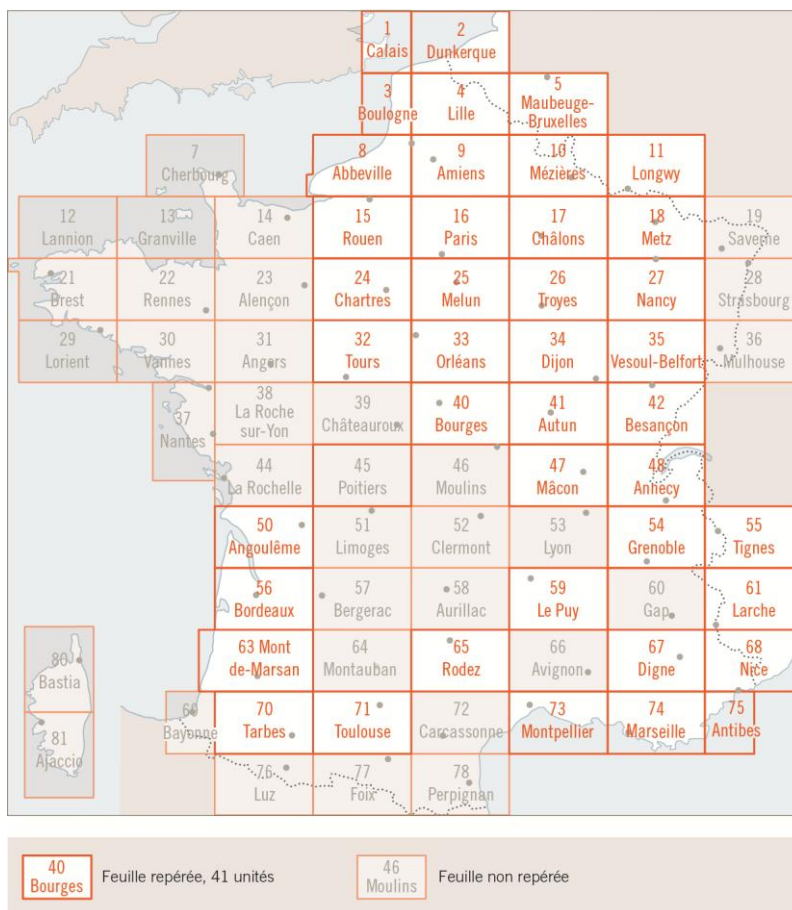 1
Calais
2
Dunkerque
3
Boulogne
4
Lille
5
Maubeuge-
Bruxelles
7
Cherbourg
8
Abbeville
9
Amiens
10
Mézières
11
Longwy
12
Lannion
13
Granville
14
Caen
15
Rouen
16
Paris
17
Châlons
18
Metz
19
Saverne
21
Brest
22
Rennes
23
Alençon
24
Chartres
25
Melun
26
Troyes
27
Nancy
28
Strasbourg
29
Lorient
30
Vannes
31
Angers
32
Tours
33
Orléans
34
Dijon
35
Vesoul-Belfort
36
Mulhouse
37
Nantes
38
La Roche
sur-Yon
39
Châteauroux
40
Bourges
41
Autun
42
Besançon
44
La Rochelle
45
Poitiers
46
Moulins
47
Mâcon
48
Annecy
50
Angoulême
51
Limoges
52
Clermont
53
Lyon
54
Grenoble
55
Tignes
56
Bordeaux
57
Bergerac
58
Aurillac
59
Le Puy
60
Gap
61
Larche
63 Mont
de-Marsan
64
Montauban
65
Rodez
66
Avignon
67
Digne
68
Nice
80
Bastia
69
Bayonne
70
Tarbes
71
Toulouse
72
Carcassonne
73
Montpellier
74
Marseille
75
Antibes
81
Ajaccio
76
Luz
77
Foix
78
Perpignan
40
Bourges
Feuille repérée, 41 unités
46
Moulins
Feuille non repérée